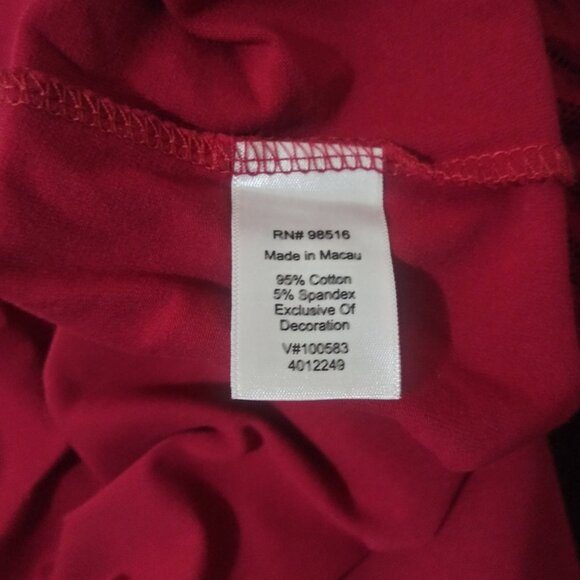 RN# 98516
Made in Macau
95% Cotton
5% Spandex
Exclusive Of
Decoration
V#100583
4012249